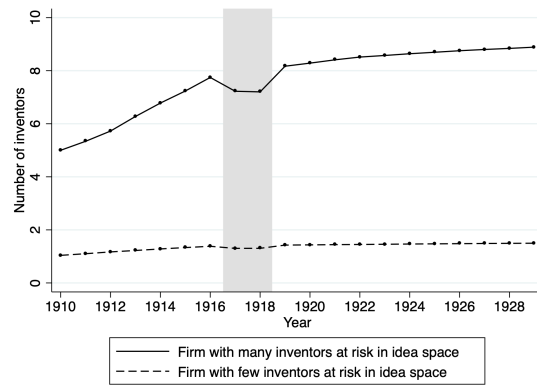 10
8
6
4
2
0
Number of inventors
1910 1912 1914 1916 1918 1920 1922 1924 1926 1928
Year
Firm with many inventors at risk in idea space
Firm with few inventors at risk in idea space